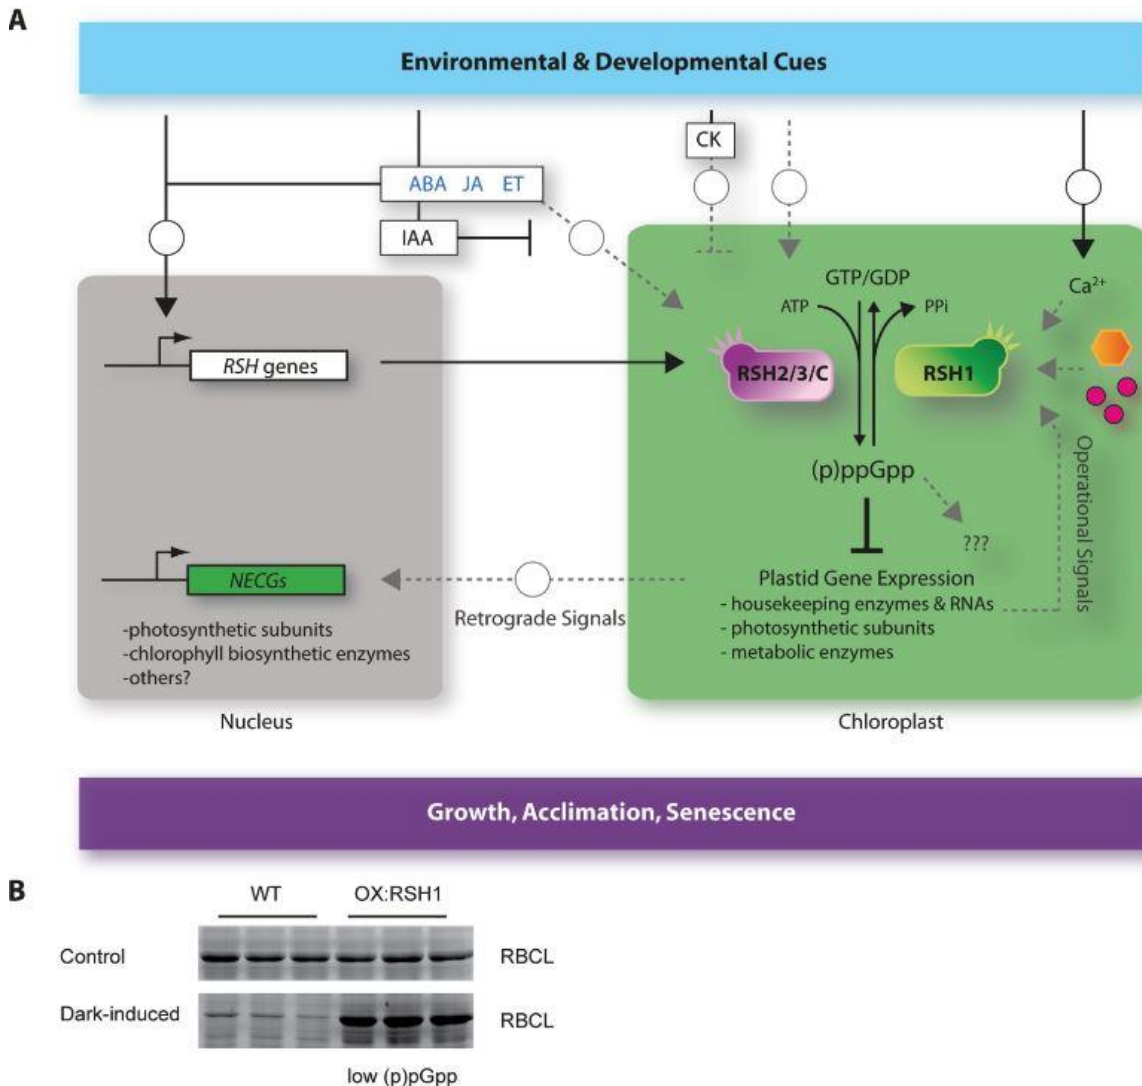 A
Environmental & Developmental Cues
CK
ABA JA ET
IAA
GTP/GDP
Ca2+
ATP
PPi
RSH genes
RSH2/3/C
RSH1
(p)ppGpp
???
Operational Signals
NECGs
Plastid Gene Expression
- housekeeping enzymes & RNAs
- photosynthetic subunits
- metabolic enzymes
Retrograde Signals
-photosynthetic subunits
-chlorophyll biosynthetic enzymes
-others?
Nucleus
Chloroplast
Growth, Acclimation, Senescence
B
WT
OX:RSH1
Control
RBCL
Dark-induced
RBCL
low (p)pGpp